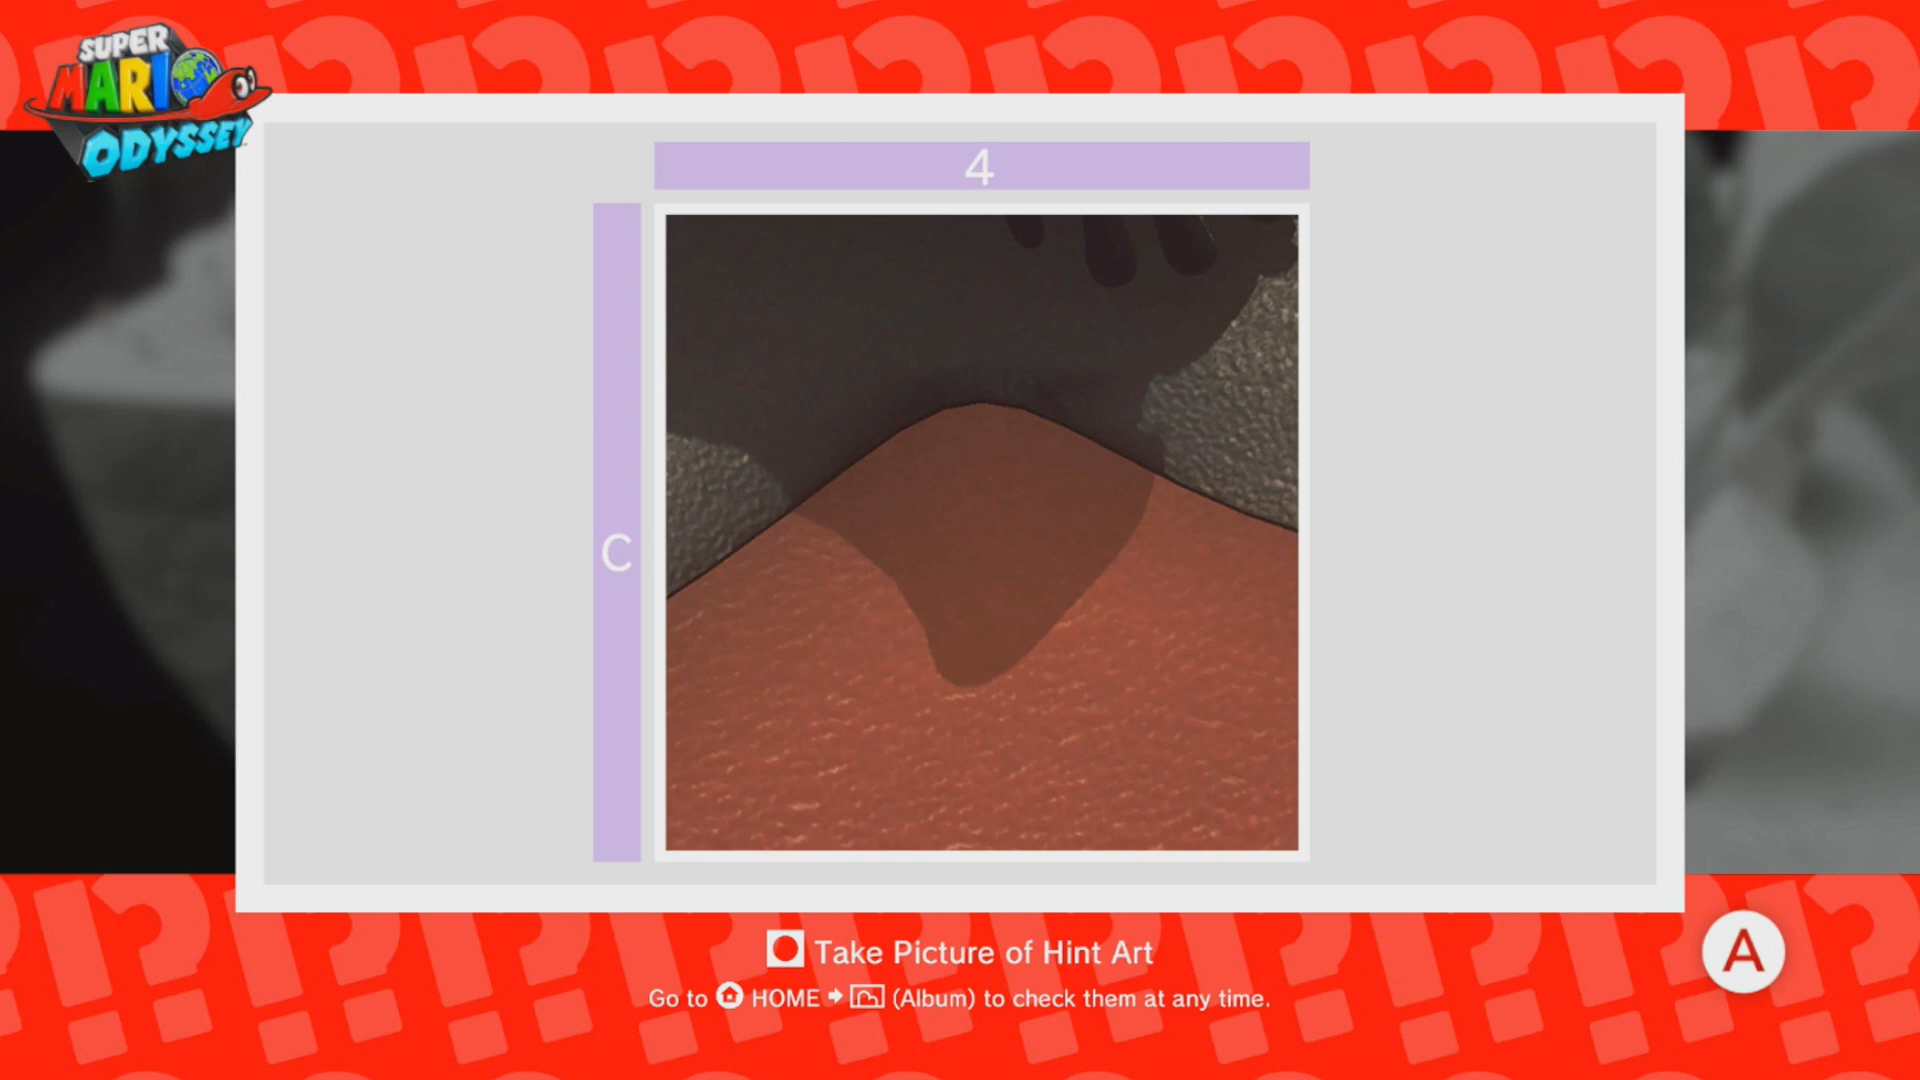 SUPER
MARIO
ODYSSEY
4
C
Take Picture of Hint Art
Go to HOME (Album) to check them at any time.
A